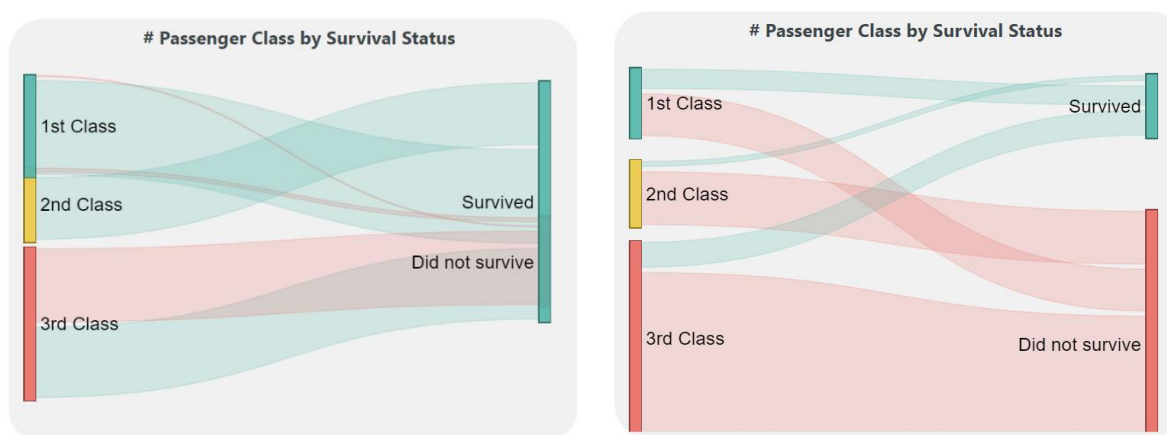 # Passenger Class by Survival Status
1st Class
2nd Class
Survived
Did not survive
3rd Class
# Passenger Class by Survival Status
1st Class
Survived
2nd Class
3rd Class
Did not survive